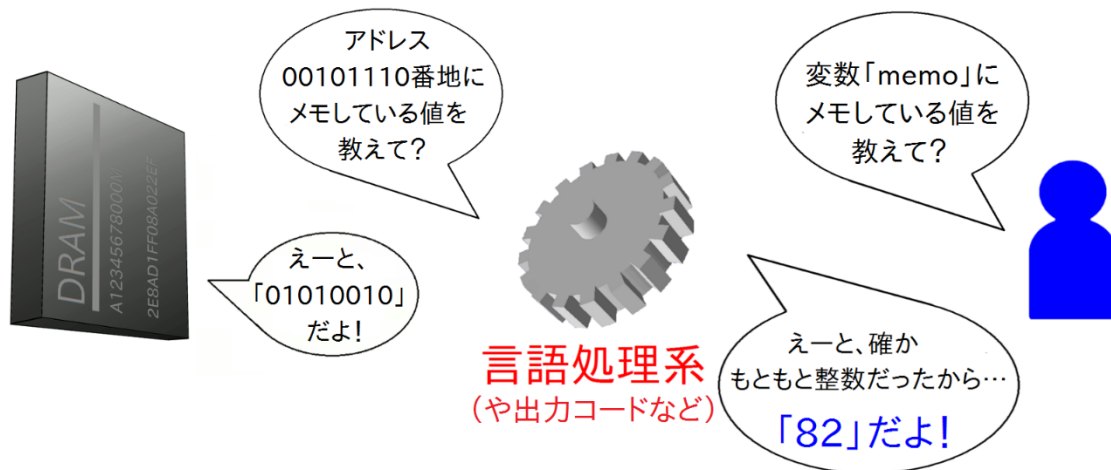 アドレス
00101110番地に
メモしている値を
教えて?
変数「memo」に
メモしている値を
教えて?
DRAM
A12345678000M
2E8AD1FF08A022EF
えーと、
「01010010」
だよ!
言語処理系
(や出力コードなど)
えーと、確か
もともと整数だったから…
「82」だよ!